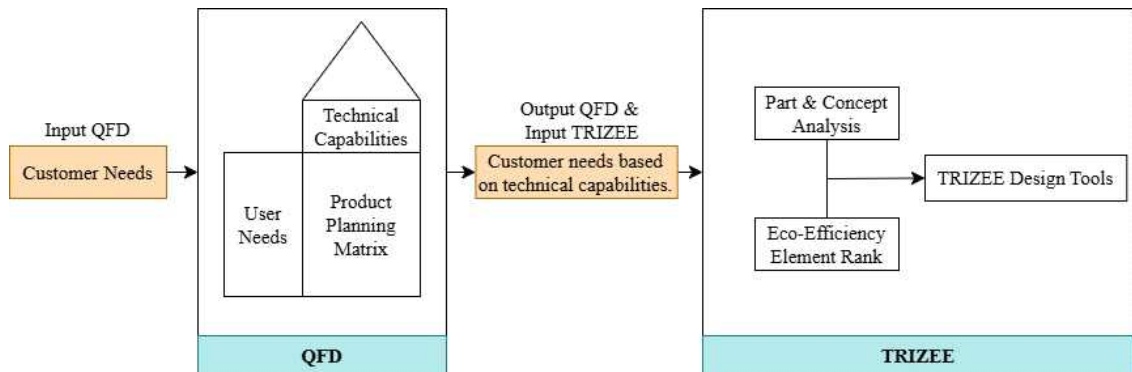 Input QFD
Customer Needs
Technical
Capabilities
User
Needs
Product
Planning
Matrix
QFD
Output QFD &
Input TRIZEE
Customer needs based
on technical capabilities.
Part & Concept
Analysis
Eco-Efficiency
Element Rank
TRIZEE Design Tools
TRIZEE